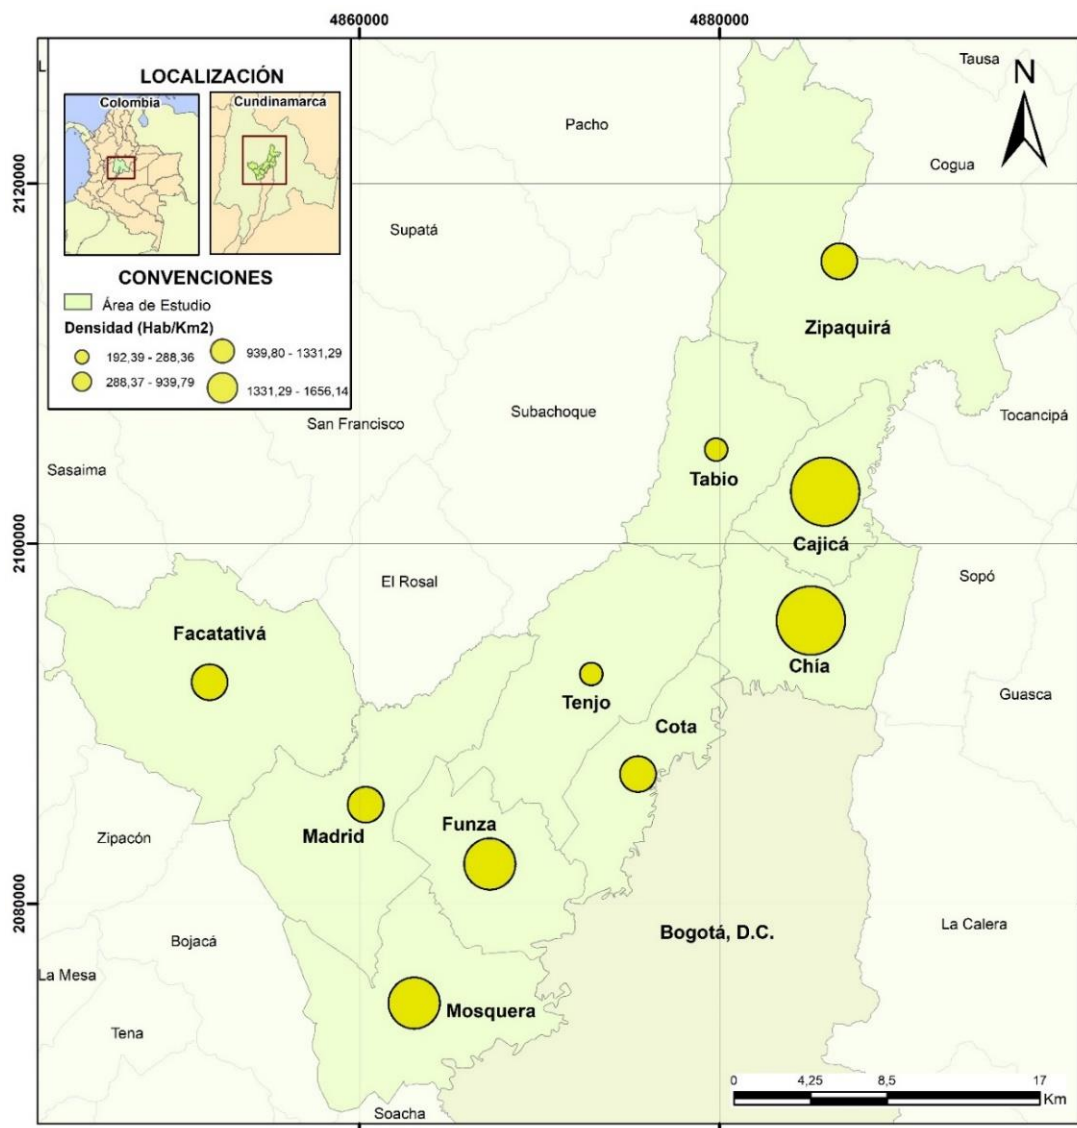 4860000
4880000
L
LOCALIZACIÓN
Colombia
Cundinamarca
CONVENCIONES
Área de Estudio
Densidad (Hab/Km2)
192,39 - 288,36
939,80 - 1331,29
288,37 - 939,79
1331,29 - 1656,14
N
Tausa
Pacho
Cogua
2120000
Supatá
Zipaquirá
Subachoque
San Francisco
Tocancipá
Sasaima
Tabio
Cajicá
2100000
El Rosal
Sopó
Facatativá
Chía
Tenjo
Guasca
Cota
Zipacón
Madrid
Funza
2080000
Bogotá, D.C.
La Calera
Bojacá
La Mesa
Mosquera
Tena
0 4,25 8,5 17
Km
Soacha
4860000
4880000